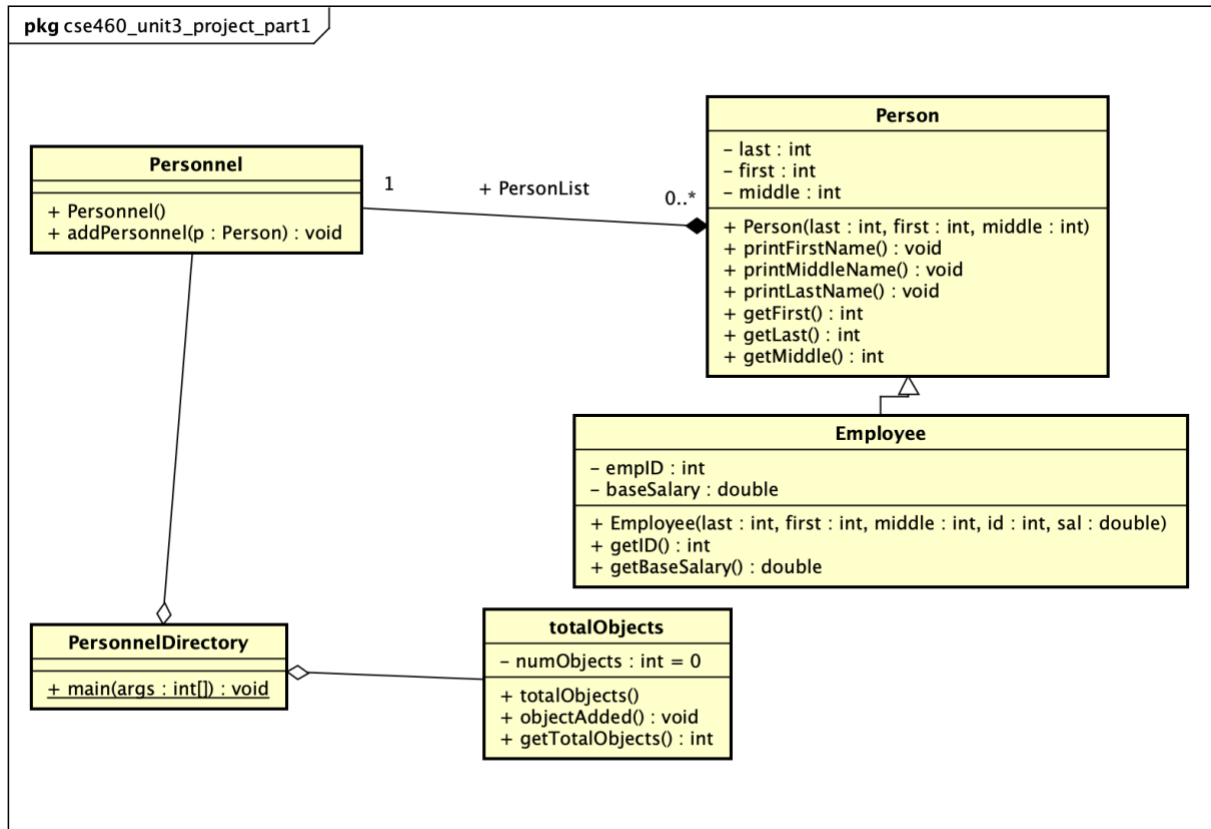 pkg cse460_unit3_project_part1
Personnel
+ Personnel()
+ addPersonnel(p : Person) : void
1
+ PersonList
0..*
Person
- last : int
- first : int
- middle : int
+ Person(last : int, first : int, middle : int)
+ printFirstName() : void
+ printMiddleName() : void
+ printLastName() : void
+ getFirst() : int
+ getLast() : int
+ getMiddle() : int
Employee
- empID : int
- baseSalary : double
+ Employee(last : int, first : int, middle : int, id : int, sal : double)
+ getID() : int
+ getBaseSalary() : double
PersonnelDirectory
+ main(args : int[]) : void
totalObjects
- numObjects : int = 0
+ totalObjects()
+ objectAdded() : void
+ getTotalObjects() : int